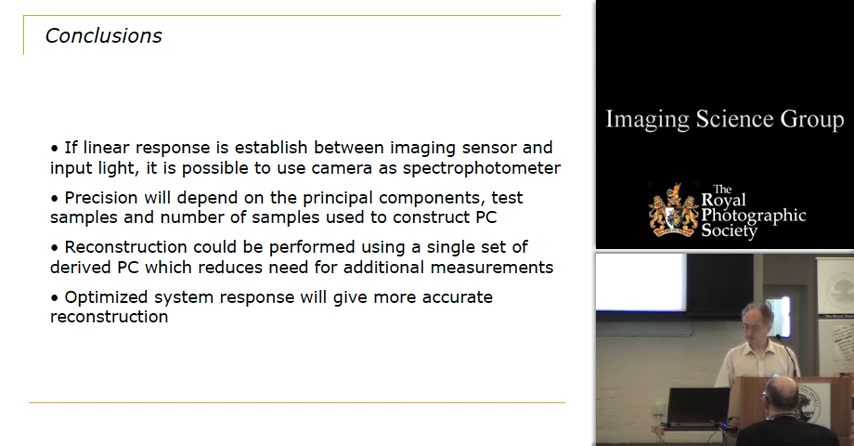 Conclusions
• If linear response is establish between imaging sensor and
input light, it is possible to use camera as spectrophotometer
• Precision will depend on the principal components, test
samples and number of samples used to construct PC
• Reconstruction could be performed using a single set of
derived PC which reduces need for additional measurements
• Optimized system response will give more accurate
reconstruction
Imaging Science Group
The
Royal
Photographic
Society